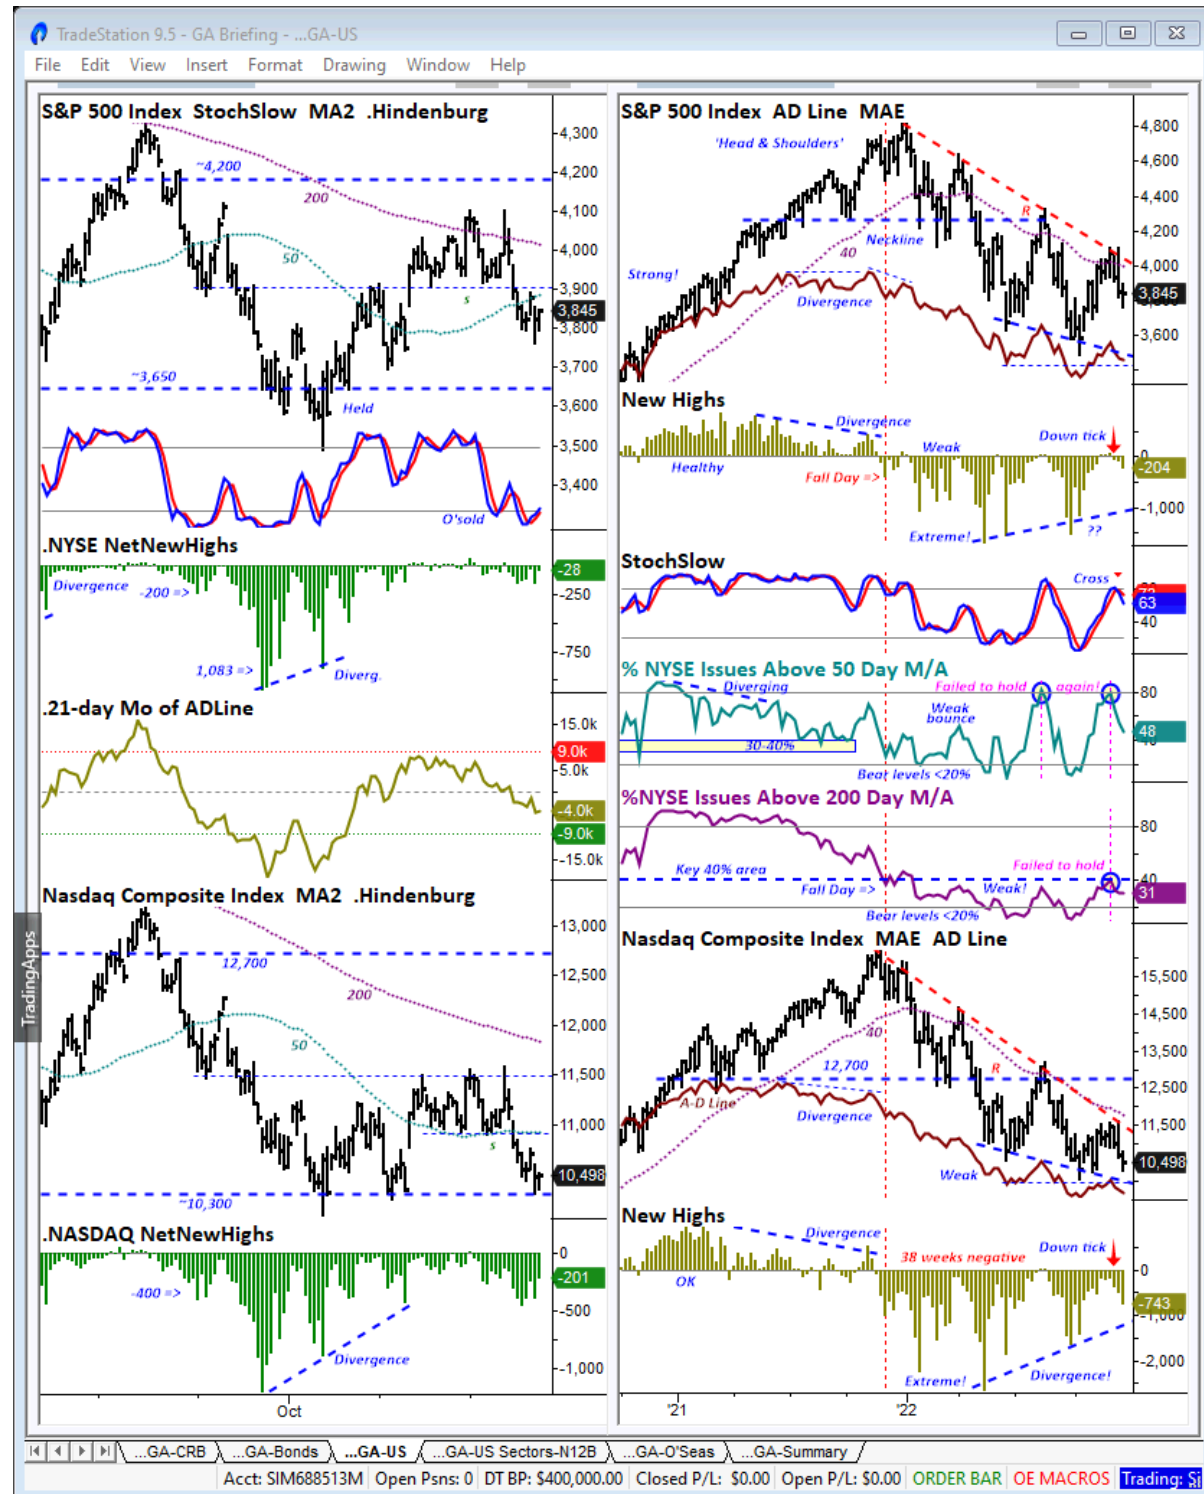 TradeStation 9.5 - GA Briefing - ...GA-US
File Edit View Insert Format Drawing Window Help
S&P 500 Index StochSlow MA2 .Hindenburg
4,300
~4,200
4,200
200
4,100
50
4,000
3,900
s
3,845
3,800
3,700
~3,650
3,600
Held
3,500
3,400
O'sold
.NYSE NetNewHighs
-28
Divergence
-200 =>
-250
-750
1,083 =>
Diverg.
.21-day Mo of ADLine
15.0k
9.0k
5.0k
-4.0k
-9.0k
-15.0k
Nasdaq Composite Index MA2 .Hindenburg
13,000
12,700
12,500
200
12,000
50
11,500
11,000
s
10,498
~10,300
.NASDAQ NetNewHighs
0
-201
-400 =>
-500
Divergence
-1,000
Oct
S&P 500 Index AD Line MAE
4,800
'Head & Shoulders'
4,600
4,400
R
4,200
Neckline
40
Strong!
4,000
Divergence
3,845
3,600
New Highs
Divergence
Weak
Down tick
0
-204
Healthy
Fall Day =>
-1,000
Extreme!
??
StochSlow
Cross
63
40
% NYSE Issues Above 50 Day M/A
Diverging
Failed to hold again!
80
Weak
bounce
48
30-40%
Bear levels <20%
%NYSE Issues Above 200 Day M/A
80
Failed to hold
Key 40% area
40
Fall Day =>
Weak!
31
Bear levels <20%
Nasdaq Composite Index MAE AD Line
15,500
14,500
40
13,500
12,700
R
12,500
A-D Line
Divergence
11,500
10,498
Weak
New Highs
Divergence
38 weeks negative
Down tick
0
OK
-743
-1,000
-2,000
Extreme!
Divergence!
'21
'22
TradingApps
...GA-CRB ...GA-Bonds ...GA-US ...GA-US Sectors-N12B ...GA-O'Seas ...GA-Summary
Acct: SIM688513M Open Psns: 0 DT BP: $400,000.00 Closed P/L: $0.00 Open P/L: $0.00 ORDER BAR OE MACROS Trading: